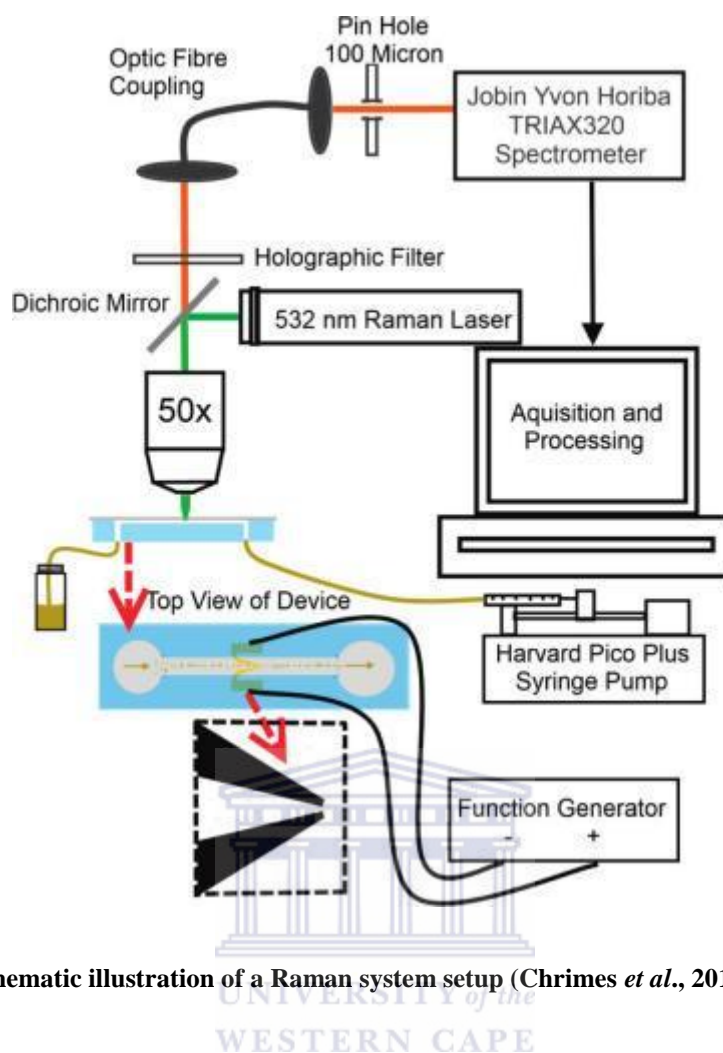 Pin Hole
100 Micron
Optic Fibre
Coupling
Jobin Yvon Horiba
TRIAX320
Spectrometer
Holographic Filter
Dichroic Mirror
532 nm Raman Laser
50x
Aquisition and
Processing
Top View of Device
Harvard Pico Plus
Syringe Pump
Function Generator
- +
hematic illustration of a Raman system setup (Chrimes et al., 201
UNIVERSITY of the
WESTERN CAPE